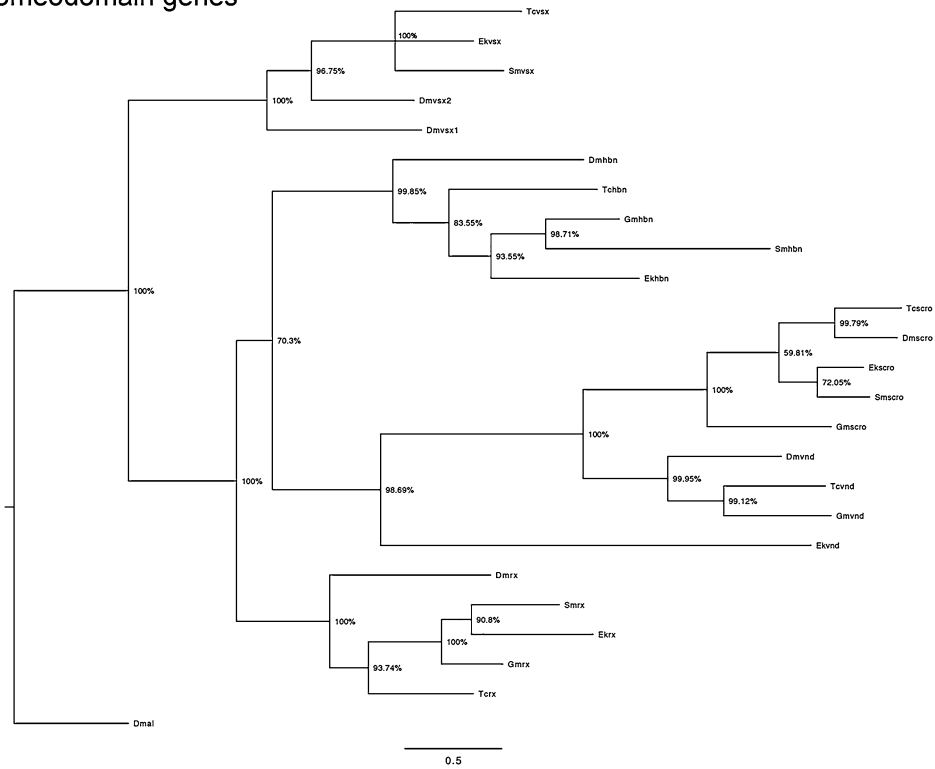 omeodomain genes
Tcvsx
100%
Ekvsx
96.75%
Smvsx
100%
Dmvsx2
Dmvsx1
Dmhbn
99.85%
Tchbn
83.55%
Gmhbn
98.71%
Smhbn
93.55%
Ekhbn
100%
Tcscro
99.79%
Dmscro
70.3%
59.81%
Ekscro
72.05%
Smscro
100%
Gmscro
100%
Dmvnd
99.95%
100%
Tcvnd
98.69%
99.12%
Gmvnd
Ekvnd
Dmrx
Smrx
100%
90.8%
Ekrx
100%
Gmrx
93.74%
Tcrx
Dmal
0.5